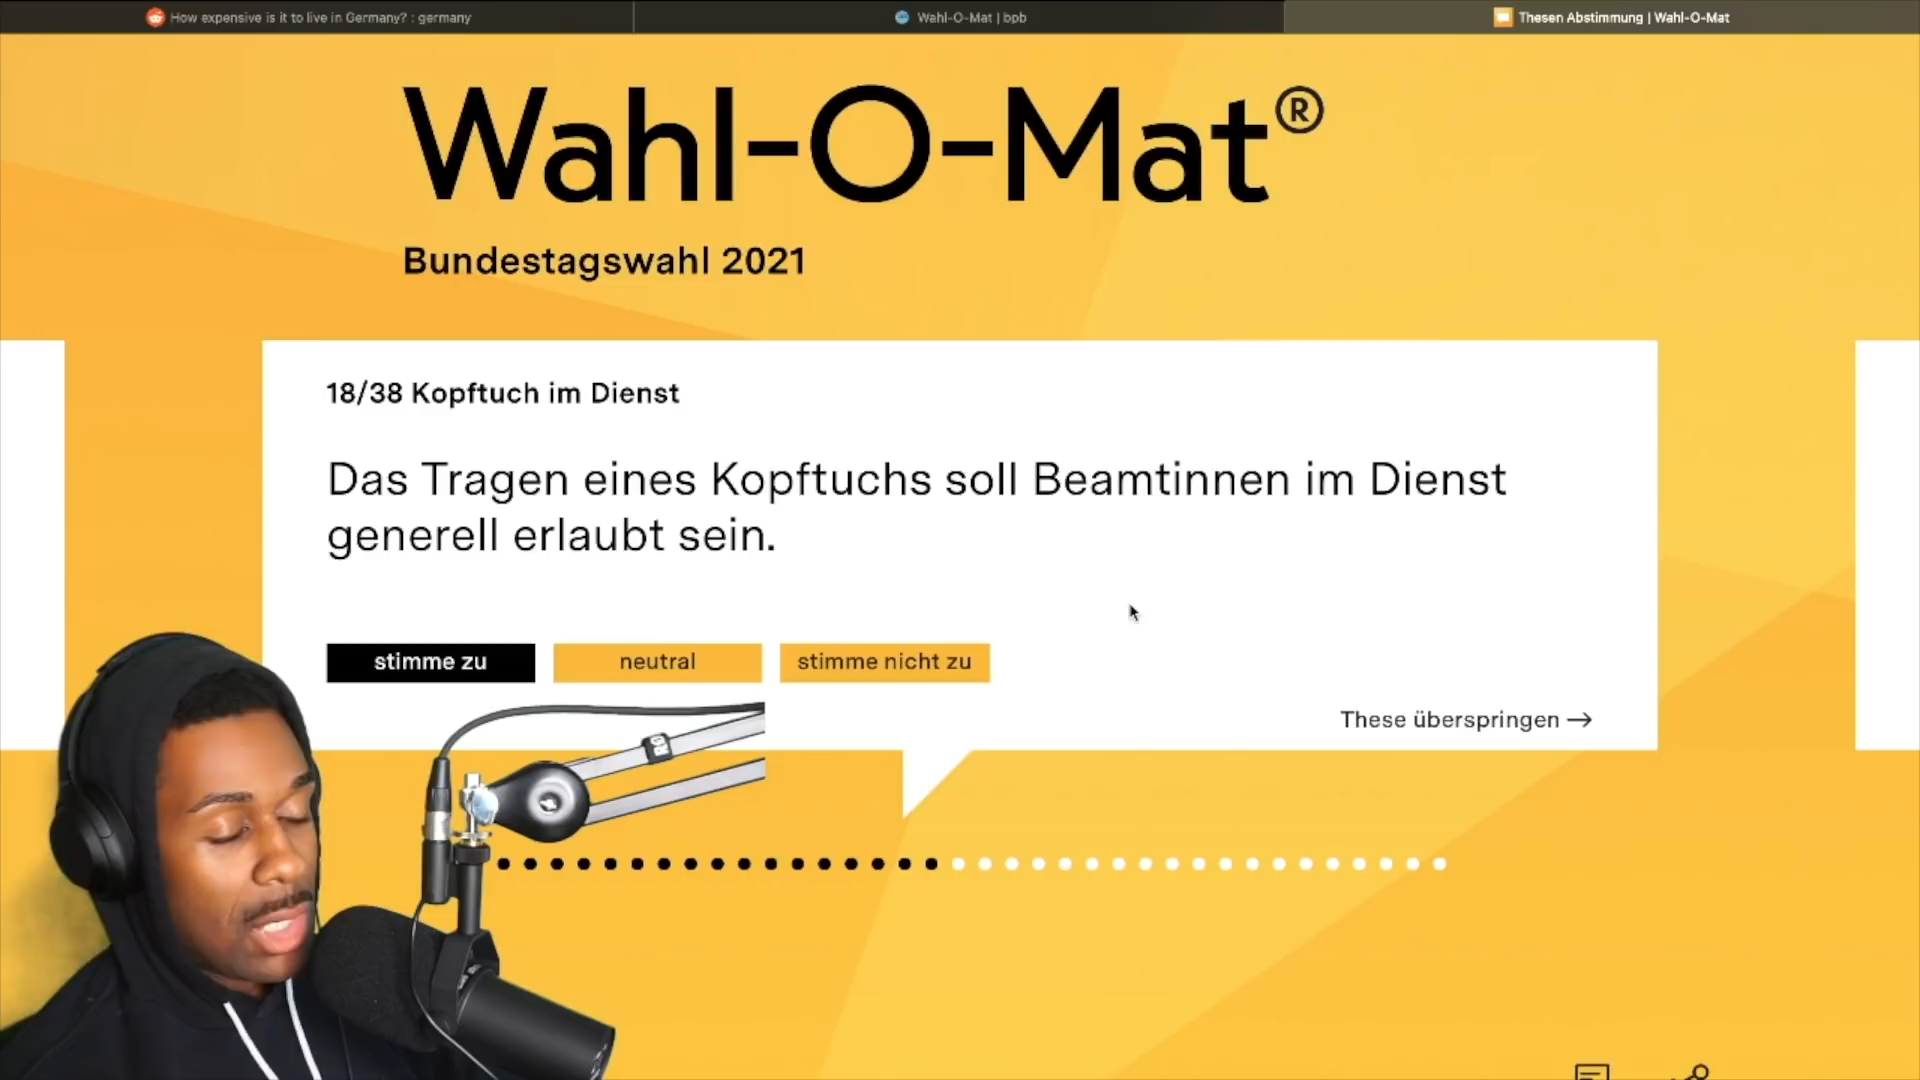 How expensive is it to live in Germany? : germany
Wahl-O-Mat | bpb
Thesen Abstimmung | Wahl-O-Mat
Wahl-O-Mat®
Bundestagswahl 2021
18/38 Kopftuch im Dienst
Das Tragen eines Kopftuchs soll Beamtinnen im Dienst
generell erlaubt sein.
stimme zu
neutral
stimme nicht zu
These überspringen →